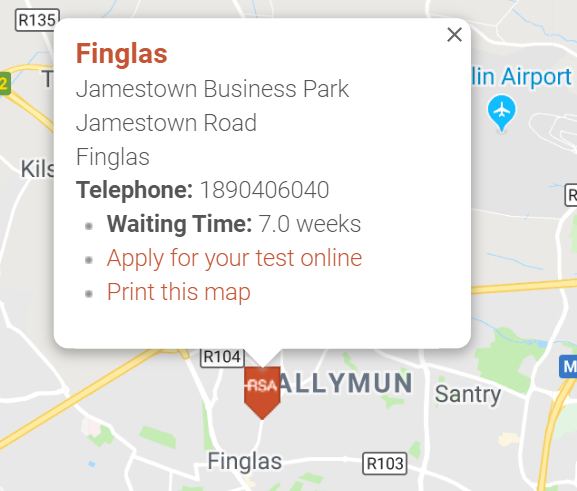 R135
Finglas
Jamestown Business Park
Jamestown Road
Finglas
Telephone: 1890406040
Waiting Time: 7.0 weeks
Apply for your test online
Print this map
lin Airport
2
T
Kils
R
R104
RSA
ALLYMUN
M
Santry
Finglas
R103